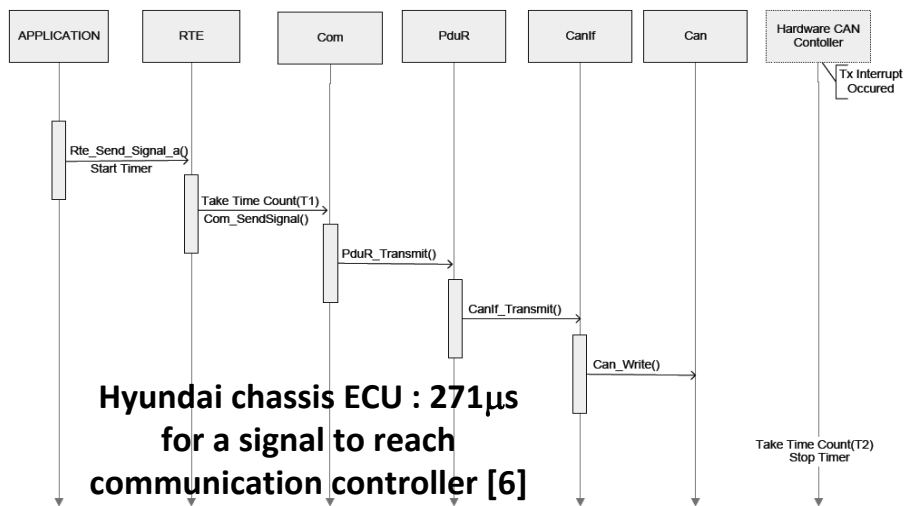 APPLICATION
RTE
Com
PduR
CanIf
Can
Hardware CAN
Contoller
Tx Interrupt
Occured
Rte_Send_Signal_a()
Start Timer
Take Time Count(T1)
Com_SendSignal()
PduR_Transmit()
CanIf_Transmit()
Can_Write()
Hyundai chassis ECU : 271μs
for a signal to reach
communication controller [6]
Take Time Count(T2)
Stop Timer